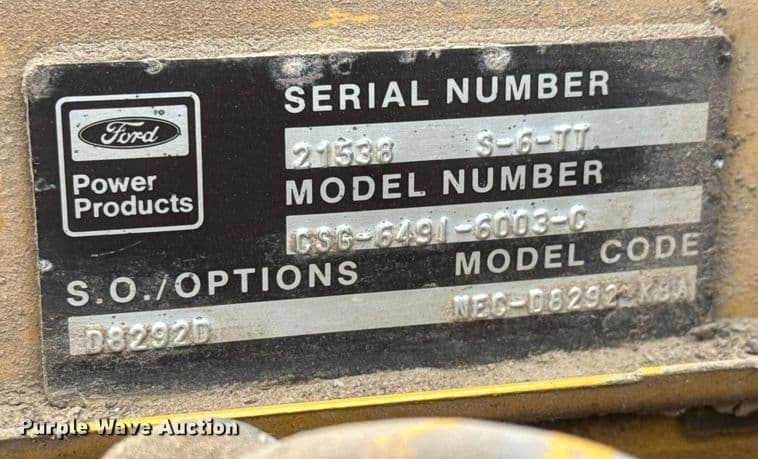 SERIAL NUMBER
Ford
Power
Products
21538 S-6-TT
MODEL NUMBER
CSG-649I-6003-C
S.O./OPTIONS MODEL CODE
D8292D
Purple Wave Auction